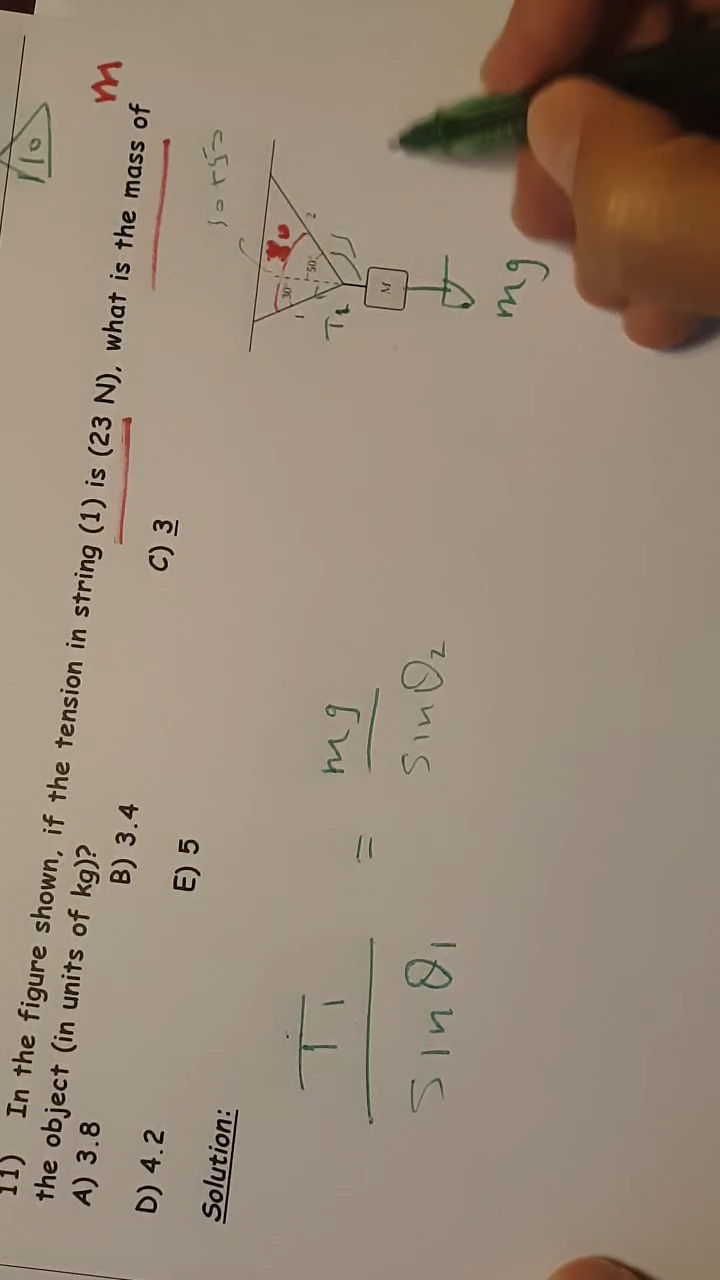 10
m
11) In the figure shown, if the tension in string (1) is (23 N), what is the mass of
the object (in units of kg)?
A) 3.8 B) 3.4 C) 3
D) 4.2 E) 5
Solution:
30° 50°
1 2
M
mg
T1 / sinθ1 = mg / sinθ2